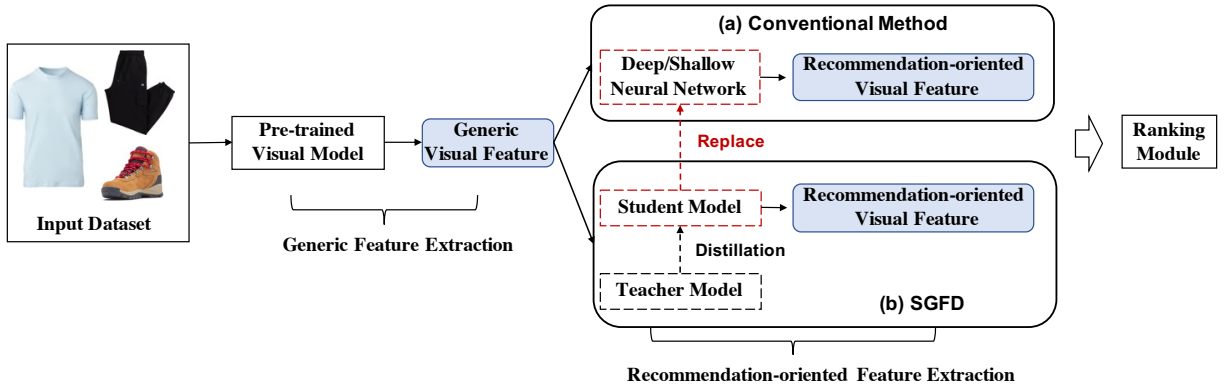 Input Dataset
Pre-trained
Visual Model
Generic
Visual Feature
Generic Feature Extraction
(a) Conventional Method
Deep/Shallow
Neural Network
Recommendation-oriented
Visual Feature
Replace
Student Model
Recommendation-oriented
Visual Feature
Distillation
Teacher Model
(b) SGFD
Recommendation-oriented Feature Extraction
Ranking
Module